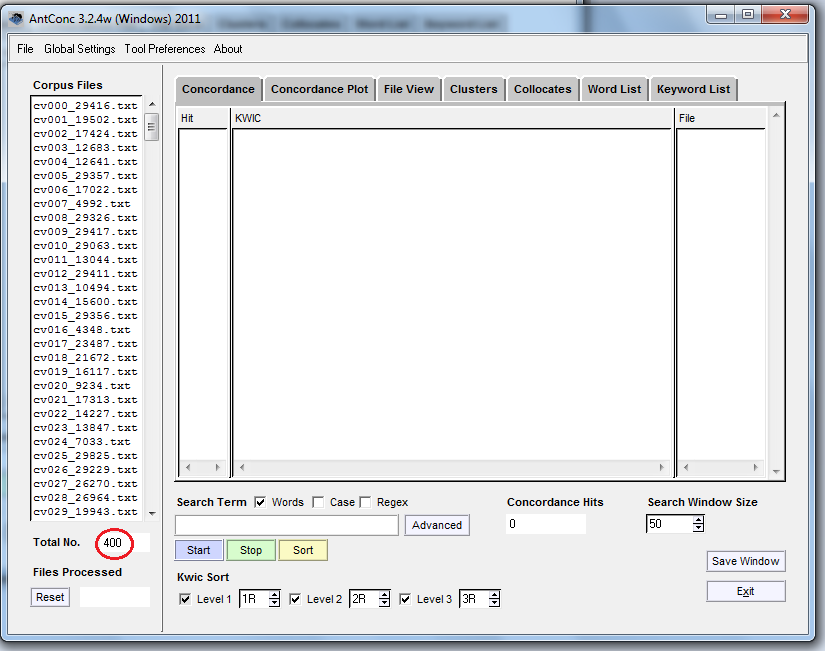 AntConc 3.2.4w (Windows) 2011
File Global Settings Tool Preferences About
Corpus Files
cv000_29416.txt
cv001_19502.txt
cv002_17424.txt
cv003_12683.txt
cv004_12641.txt
cv005_29357.txt
cv006_17022.txt
cv007_4992.txt
cv008_29326.txt
cv009_29417.txt
cv010_29063.txt
cv011_13044.txt
cv012_29411.txt
cv013_10494.txt
cv014_15600.txt
cv015_29356.txt
cv016_4348.txt
cv017_23487.txt
cv018_21672.txt
cv019_16117.txt
cv020_9234.txt
cv021_17313.txt
cv022_14227.txt
cv023_13847.txt
cv024_7033.txt
cv025_29825.txt
cv026_29229.txt
cv027_26270.txt
cv028_26964.txt
cv029_19943.txt
Total No. 400
Files Processed
Reset
Concordance Concordance Plot File View Clusters Collocates Word List Keyword List
Hit KWIC File
Search Term Words Case Regex
Advanced
Start Stop Sort
Kwic Sort
Level 1 1R Level 2 2R Level 3 3R
Concordance Hits
0
Search Window Size
50
Save Window
Exit